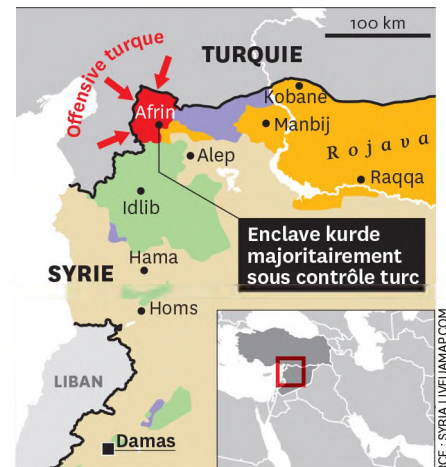 100 km
TURQUIE
Offensive turque
Afrin
Kobane
Manbij
Alep
Rojava
Raqqa
Idlib
Enclave kurde
majoritairement
sous contrôle turc
SYRIE
Hama
Homs
LIBAN
Damas
CE : SYRIA.LIVEUAMAP.COM